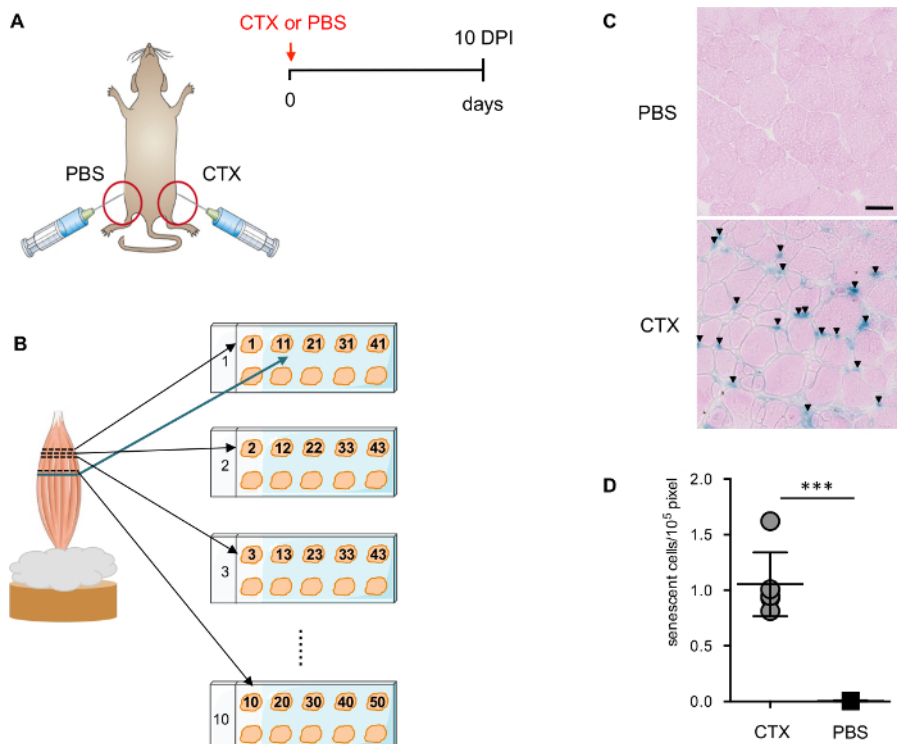 A
CTX or PBS
10 DPI
0
days
PBS
CTX
B
1
1 11 21 31 41
2
2 12 22 33 43
3
3 13 23 33 43
10
10 20 30 40 50
C
PBS
CTX
D
***
senescent cells/10⁵ pixel
2.0
1.5
1.0
0.5
0.0
CTX PBS